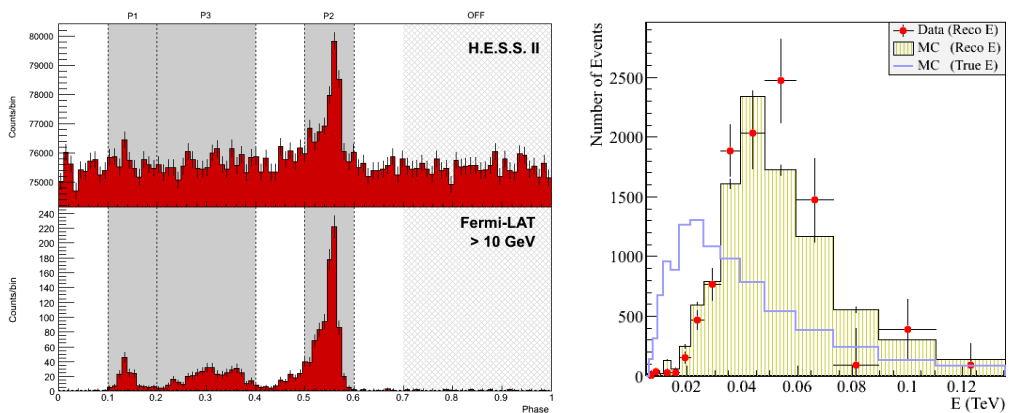 P1 P3 P2 OFF
H.E.S.S. II
Counts/bin
80000
79000
78000
77000
76000
75000
Fermi-LAT
> 10 GeV
Counts/bin
240
220
200
180
160
140
120
100
80
60
40
20
0
0 0.1 0.2 0.3 0.4 0.5 0.6 0.7 0.8 0.9 1
Phase
Number of Events
2500
2000
1500
1000
500
0
Data (Reco E)
MC (Reco E)
MC (True E)
0.02 0.04 0.06 0.08 0.1 0.12
E (TeV)